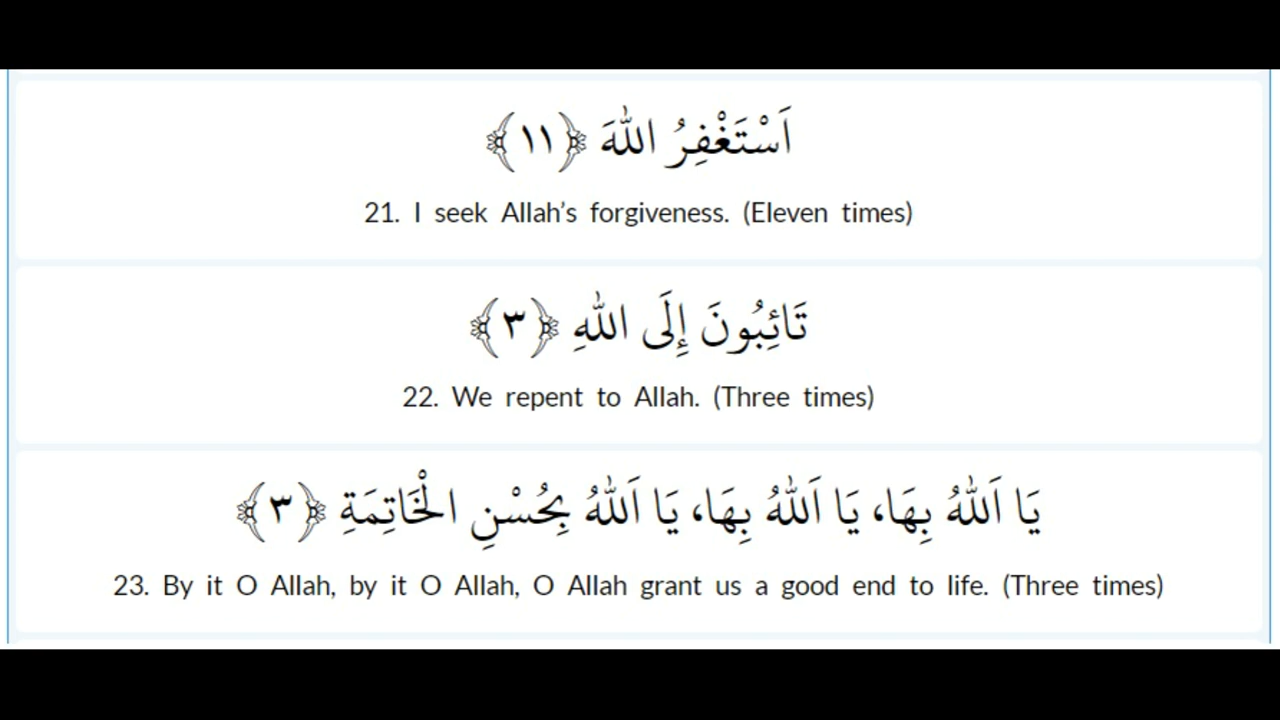 اَسْتَغْفِرُ اللهَ ﴿١١﴾
21. I seek Allah’s forgiveness. (Eleven times)
تَائِبُونَ إِلَى اللهِ ﴿٣﴾
22. We repent to Allah. (Three times)
يَا اَللهُ بِهَا، يَا اَللهُ بِهَا، يَا اَللهُ بِحُسْنِ الْخَاتِمَةِ ﴿٣﴾
23. By it O Allah, by it O Allah, O Allah grant us a good end to life. (Three times)